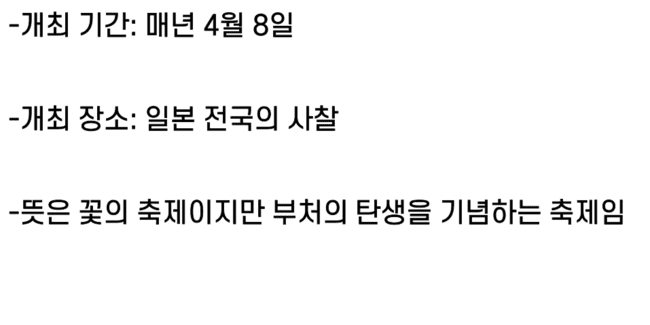 -개최 기간: 매년 4월 8일
-개최 장소: 일본 전국의 사찰
-뜻은 꽃의 축제이지만 부처의 탄생을 기념하는 축제임